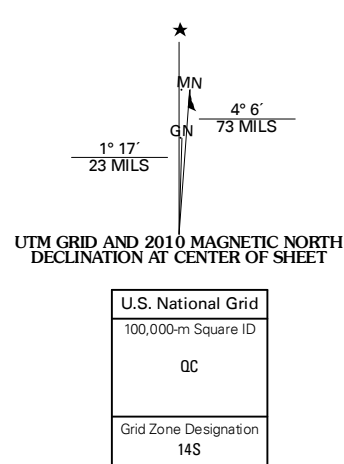 MN
4° 6´
GN
73 MILS
1° 17´
23 MILS
UTM GRID AND 2010 MAGNETIC NORTH
DECLINATION AT CENTER OF SHEET
U.S. National Grid
100,000-m Square ID
QC
Grid Zone Designation
14S